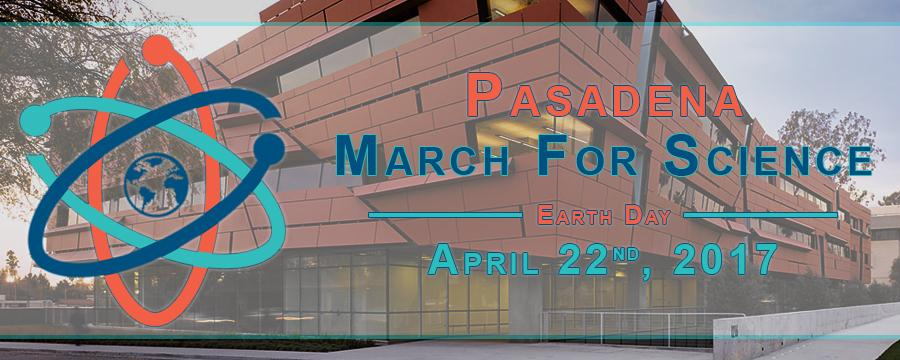 Pasadena
March For Science
Earth Day
April 22nd, 2017